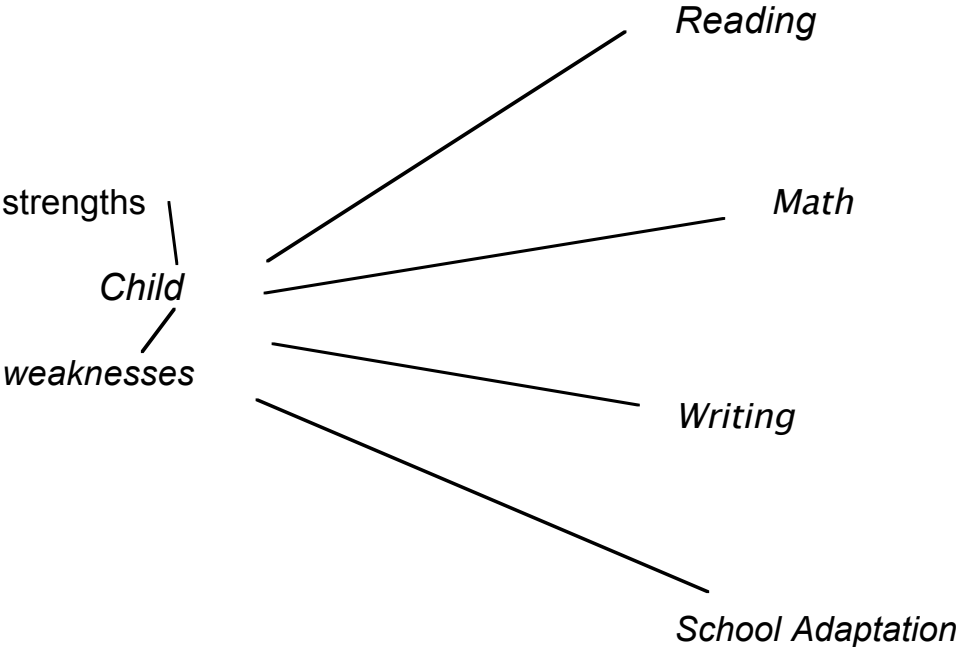 Reading
strengths
Math
Child
weaknesses
Writing
School Adaptation